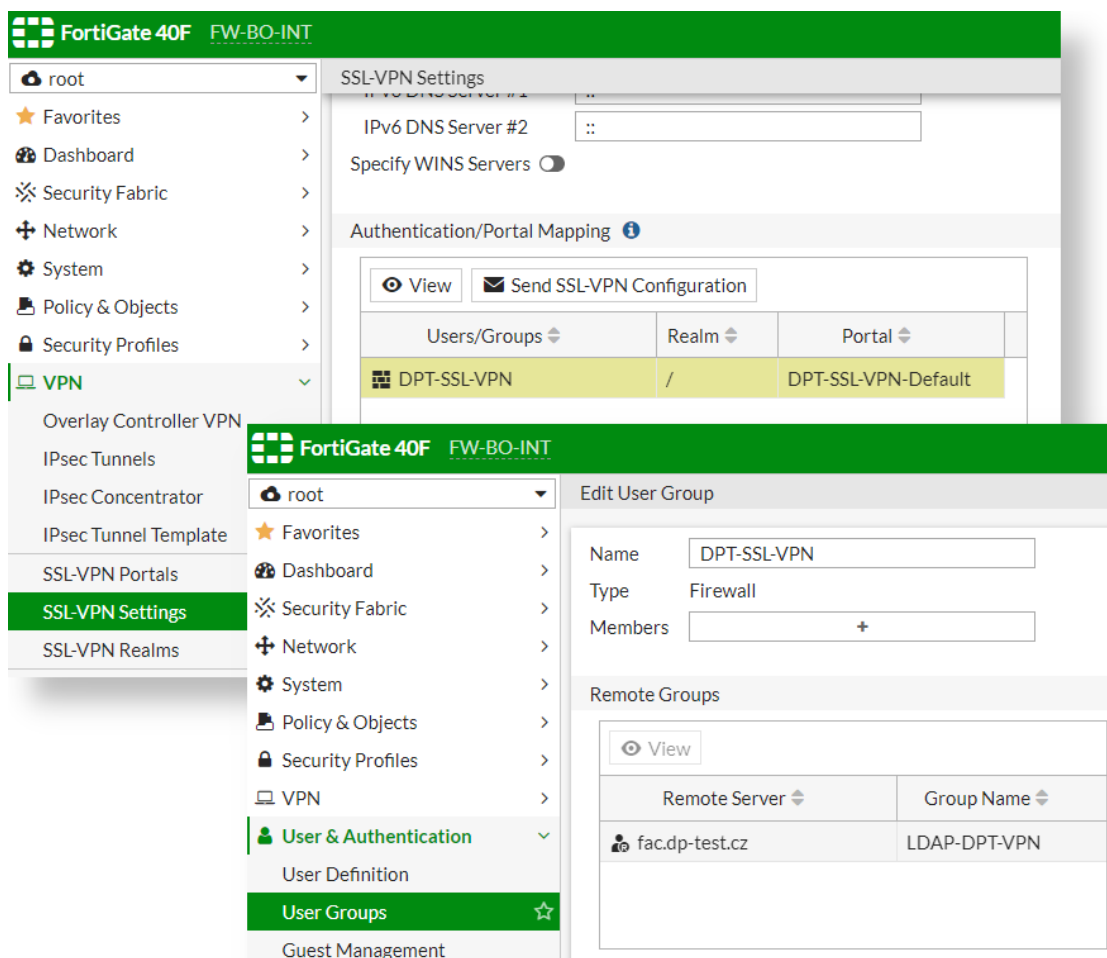 FortiGate 40F FW-BO-INT
root
SSL-VPN Settings
Favorites
Dashboard
Security Fabric
Network
System
Policy & Objects
Security Profiles
VPN
Overlay Controller VPN
IPsec Tunnels
IPsec Concentrator
IPsec Tunnel Template
SSL-VPN Portals
SSL-VPN Settings
SSL-VPN Realms
IPv6 DNS Server #1 ::
IPv6 DNS Server #2 ::
Specify WINS Servers
Authentication/Portal Mapping
View Send SSL-VPN Configuration
Users/Groups Realm Portal
DPT-SSL-VPN / DPT-SSL-VPN-Default
FortiGate 40F FW-BO-INT
root
Edit User Group
Favorites
Dashboard
Security Fabric
Network
System
Policy & Objects
Security Profiles
VPN
User & Authentication
User Definition
User Groups
Guest Management
Name DPT-SSL-VPN
Type Firewall
Members +
Remote Groups
View
Remote Server Group Name
fac.dp-test.cz LDAP-DPT-VPN